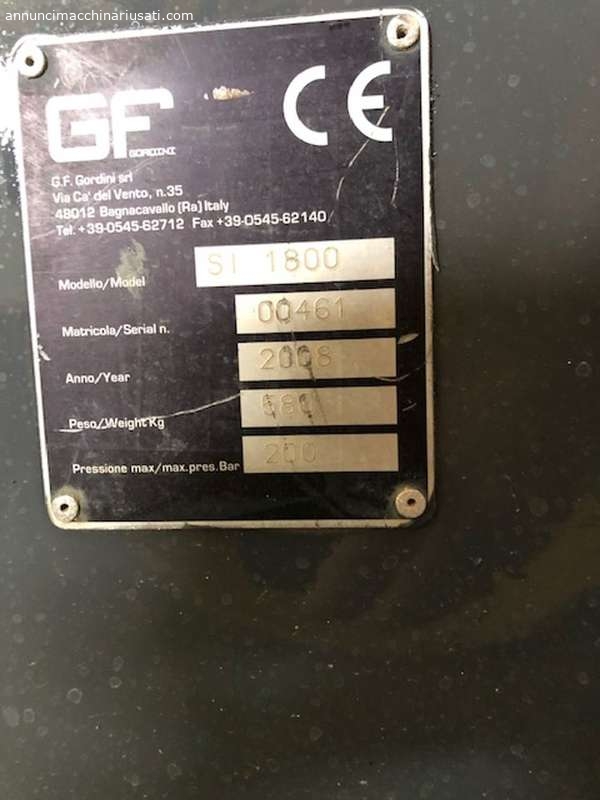 annuncimacchinariusati.com
GF
GORDINI
CE
G.F. Gordini srl
Via Ca' del Vento, n.35
48012 Bagnacavallo (Ra) Italy
Tel. +39-0545-62712 Fax +39-0545-62140
Modello/Model SI 1800
Matricola/Serial n. 00461
Anno/Year 2008
Peso/Weight Kg 680
Pressione max/max.pres.Bar 200